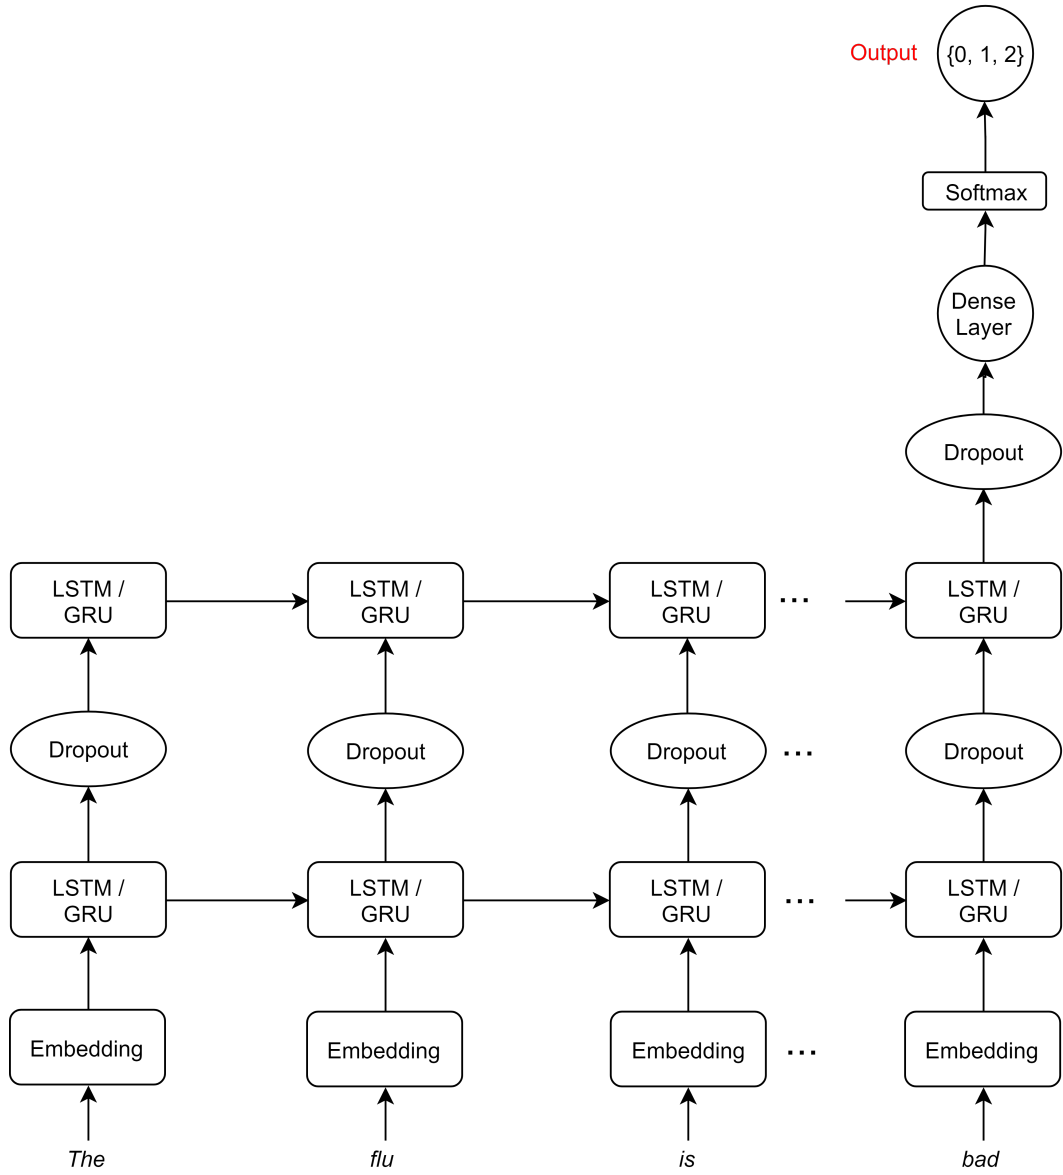 Output
{0, 1, 2}
Softmax
Dense
Layer
Dropout
LSTM /
GRU
LSTM /
GRU
LSTM /
GRU
...
LSTM /
GRU
Dropout
Dropout
Dropout
...
Dropout
LSTM /
GRU
LSTM /
GRU
LSTM /
GRU
...
LSTM /
GRU
Embedding
Embedding
Embedding
...
Embedding
The
flu
is
bad